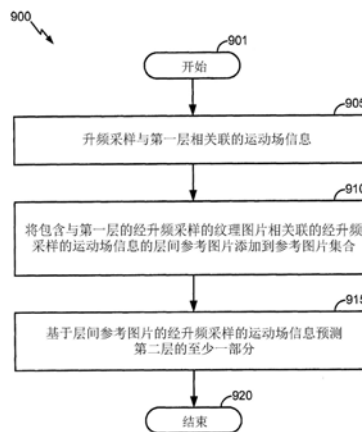 900
901
开始
905
升频采样与第一层相关联的运动场信息
910
将包含与第一层的经升频采样的纹理图片相关联的经升频
采样的运动场信息的层间参考图片添加到参考图片集合
915
基于层间参考图片的经升频采样的运动场信息预测
第二层的至少一部分
920
结束